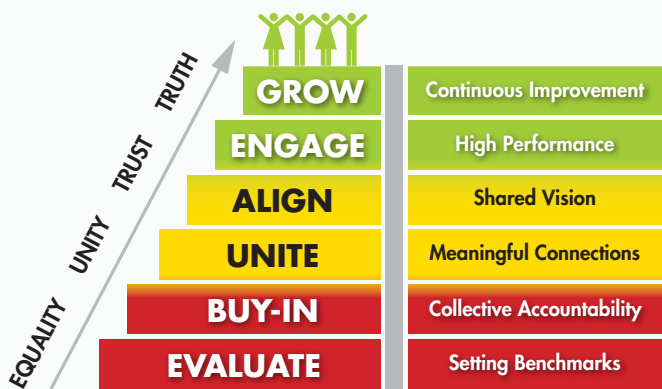 GROW
Continuous Improvement
ENGAGE
High Performance
ALIGN
Shared Vision
UNITE
Meaningful Connections
BUY-IN
Collective Accountability
EVALUATE
Setting Benchmarks
EQUALITY UNITY TRUST TRUTH